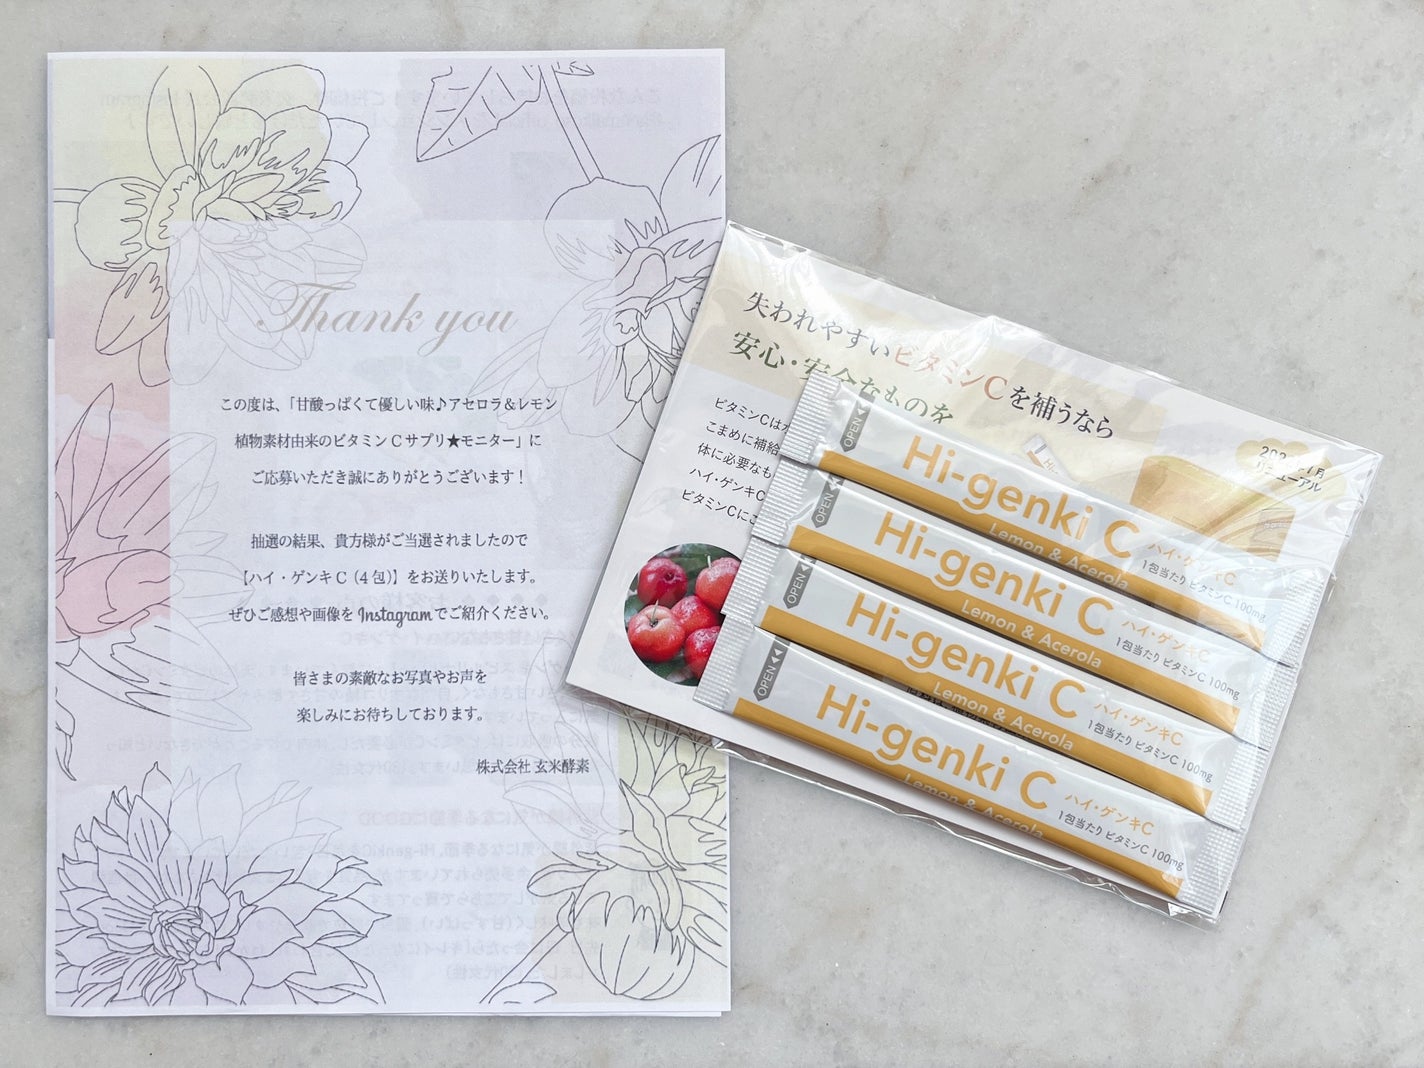 Thank you
この度は、「甘酸っぱくて優しい味♪アセロラ＆レモン
植物素材由来のビタミンCサプリ★モニター」に
ご応募いただき誠にありがとうございます！
抽選の結果、貴方様がご当選されましたので
【ハイ・ゲンキC（4包）】をお送りいたします。
ぜひご感想や画像をInstagramでご紹介ください。
皆さまの素敵なお写真やお声を
楽しみにお待ちしております。
株式会社 玄米酵素
失われやすいビタミンCを補うなら
安心・安全なものを
ビタミンCは
こまめに補給
体に必要なも
ハイ・ゲンキC
ビタミンCにこ
リニューアル
OPEN
Hi-genki C
Lemon & Acerola
ハイ・ゲンキC
1包当たり ビタミンC 100mg
OPEN
Hi-genki C
Lemon & Acerola
ハイ・ゲンキC
1包当たり ビタミンC 100mg
OPEN
Hi-genki C
Lemon & Acerola
ハイ・ゲンキC
1包当たり ビタミンC 100mg
OPEN
Hi-genki C
Lemon & Acerola
ハイ・ゲンキC
1包当たり ビタミンC 100mg